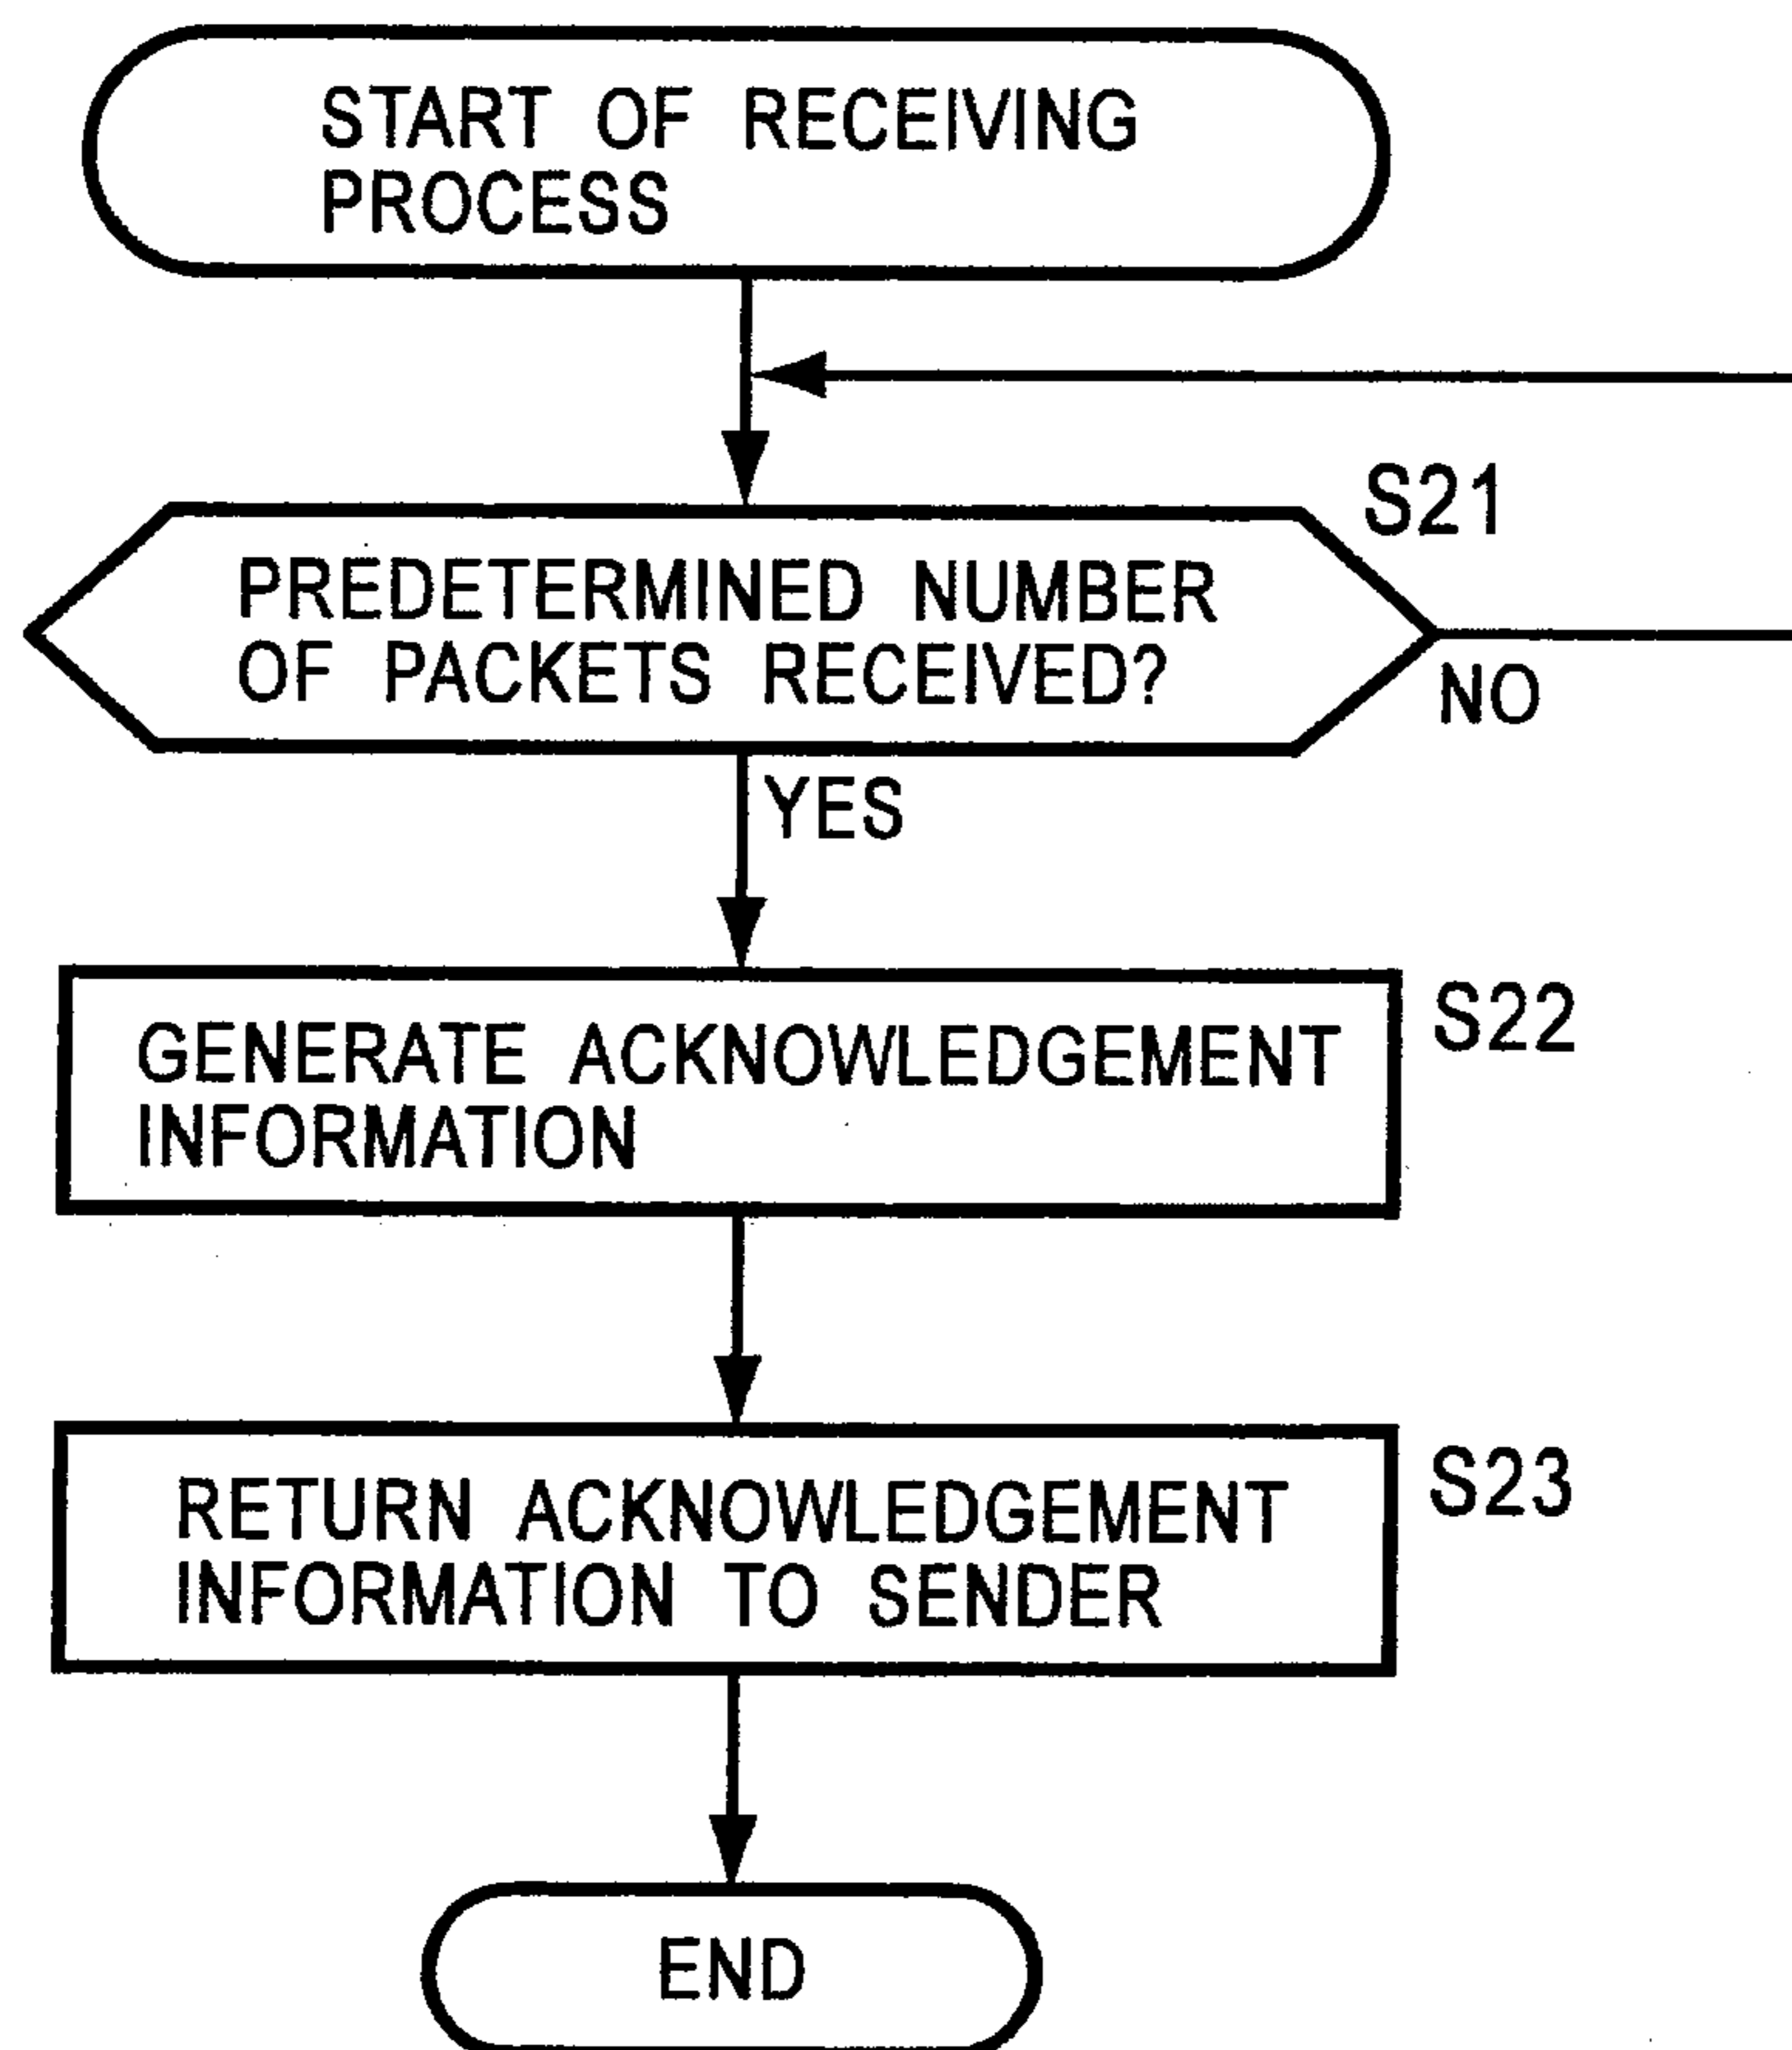 START OF RECEIVING
PROCESS
S21
PREDETERMINED NUMBER
OF PACKETS RECEIVED?
NO
YES
S22
GENERATE ACKNOWLEDGEMENT
INFORMATION
S23
RETURN ACKNOWLEDGEMENT
INFORMATION TO SENDER
END